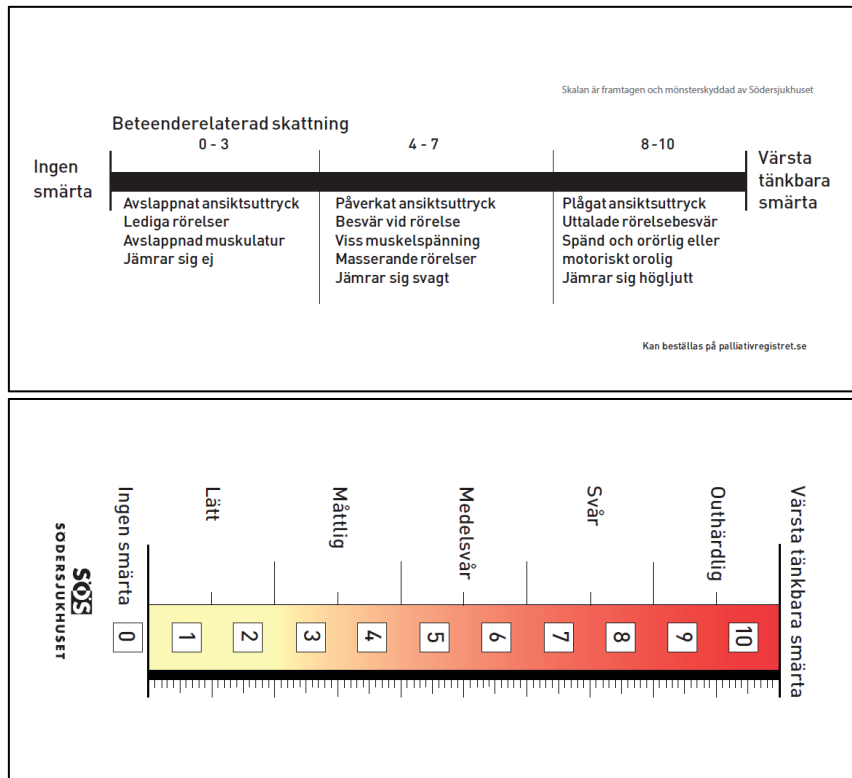 Skalan är framtagen och mönsterskyddad av Södersjukhuset
Beteenderelaterad skattning
0 - 3
4 - 7
8 - 10
Ingen
smärta
Värsta
tänkbara
smärta
Avslappnat ansiktsuttryck
Lediga rörelser
Avslappnad muskulatur
Jämrar sig ej
Påverkat ansiktsuttryck
Besvär vid rörelse
Viss muskelspänning
Masserande rörelser
Jämrar sig svagt
Plågat ansiktsuttryck
Uttalade rörelsebesvär
Spänd och orörlig eller
motoriskt orolig
Jämrar sig högljutt
Kan beställas på palliativregistret.se
SÖS
SÖDERSJUKHUSET
Ingen smärta
Lätt
Måttlig
Medelsvår
Svår
Outhärdlig
Värsta tänkbara smärta
0
1
2
3
4
5
6
7
8
9
10